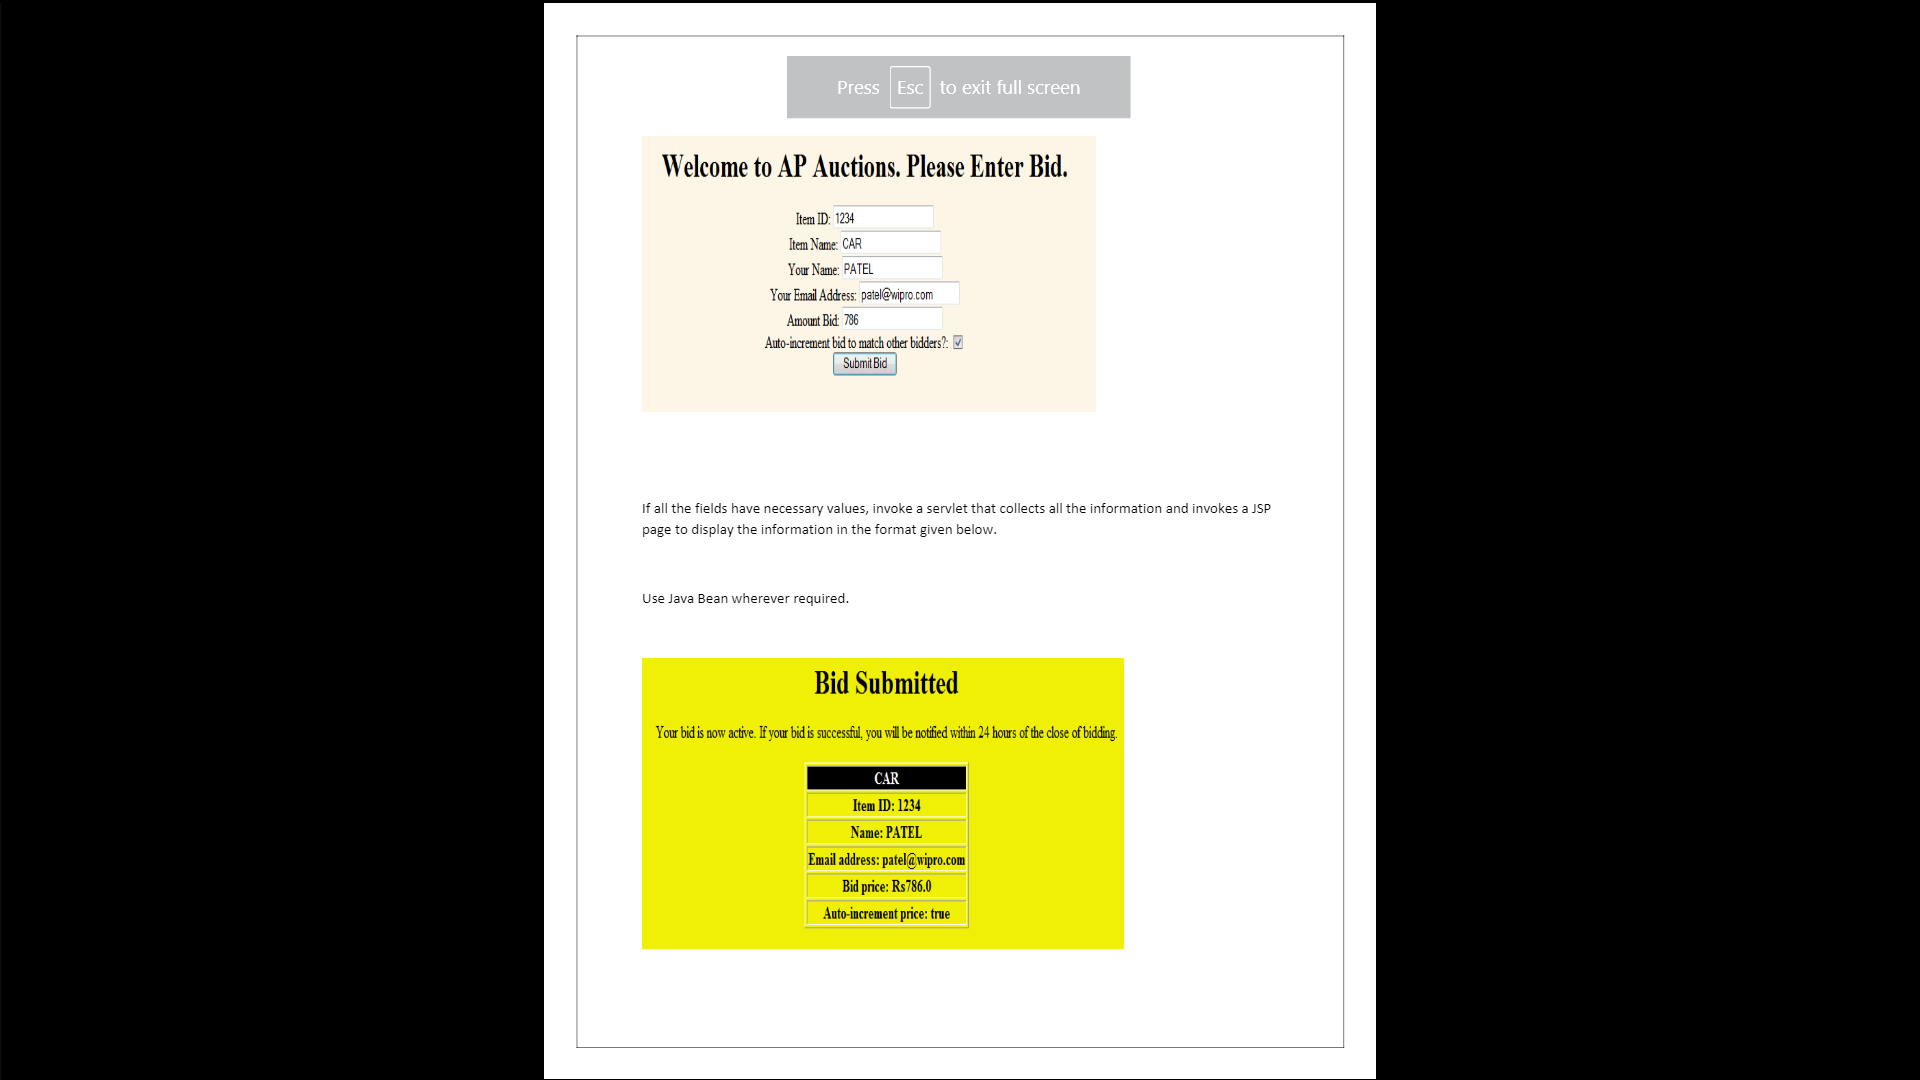 Press Esc to exit full screen
Welcome to AP Auctions. Please Enter Bid.
Item ID: 1234
Item Name: CAR
Your Name: PATEL
Your Email Address: patel@wipro.com
Amount Bid: 786
Auto-increment bid to match other bidders?:
Submit Bid
If all the fields have necessary values, invoke a servlet that collects all the information and invokes a JSP
page to display the information in the format given below.
Use Java Bean wherever required.
Bid Submitted
Your bid is now active. If your bid is successful, you will be notified within 24 hours of the close of bidding.
CAR
Item ID: 1234
Name: PATEL
Email address: patel@wipro.com
Bid price: Rs786.0
Auto-increment price: true